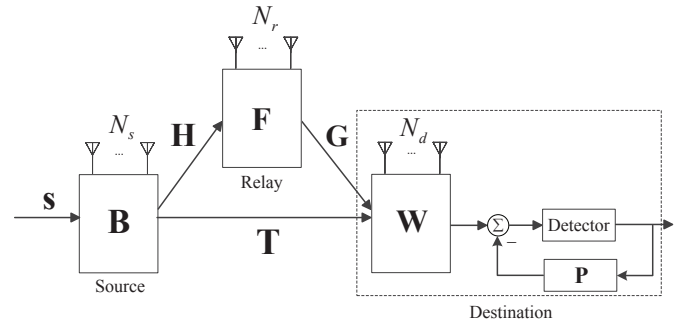 N_r
...
F
Relay
N_s
...
H
G
N_d
...
s
B
Source
T
W
Σ
−
Detector
P
Destination